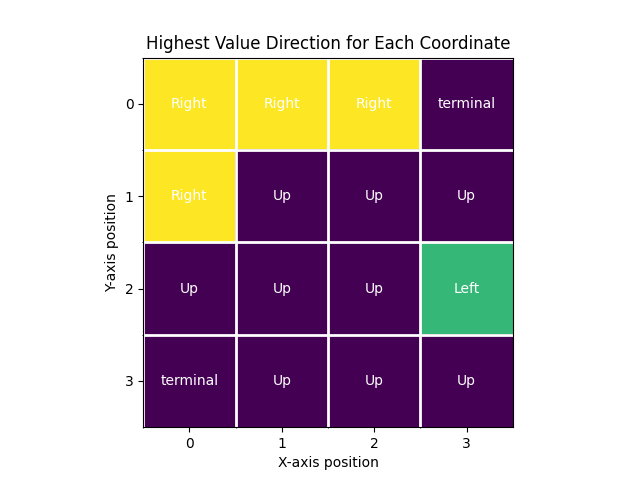 Highest Value Direction for Each Coordinate
0
Right
Right
Right
terminal
1
Right
Up
Up
Up
Y-axis position
2
Up
Up
Up
Left
3
terminal
Up
Up
Up
0
1
2
3
X-axis position